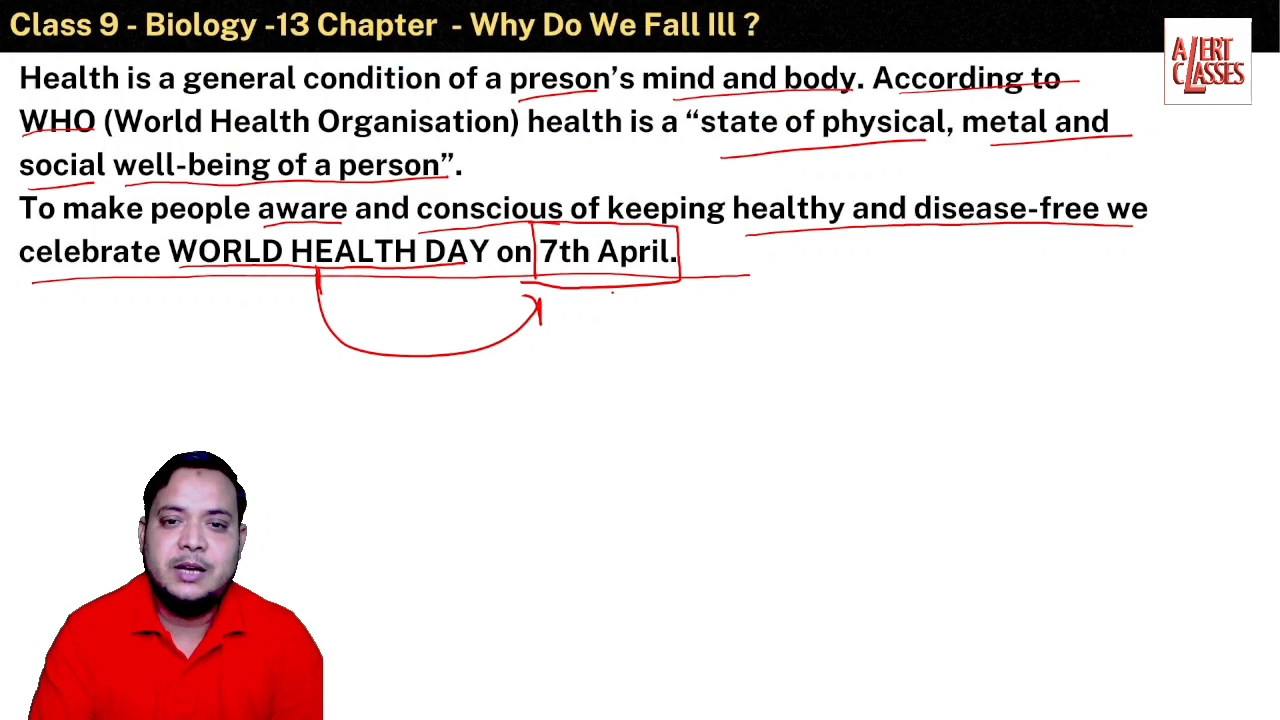 Class 9 - Biology -13 Chapter - Why Do We Fall Ill ?
ALERT
CLASSES
Health is a general condition of a preson's mind and body. According to
WHO (World Health Organisation) health is a “state of physical, metal and
social well-being of a person”.
To make people aware and conscious of keeping healthy and disease-free we
celebrate WORLD HEALTH DAY on 7th April.